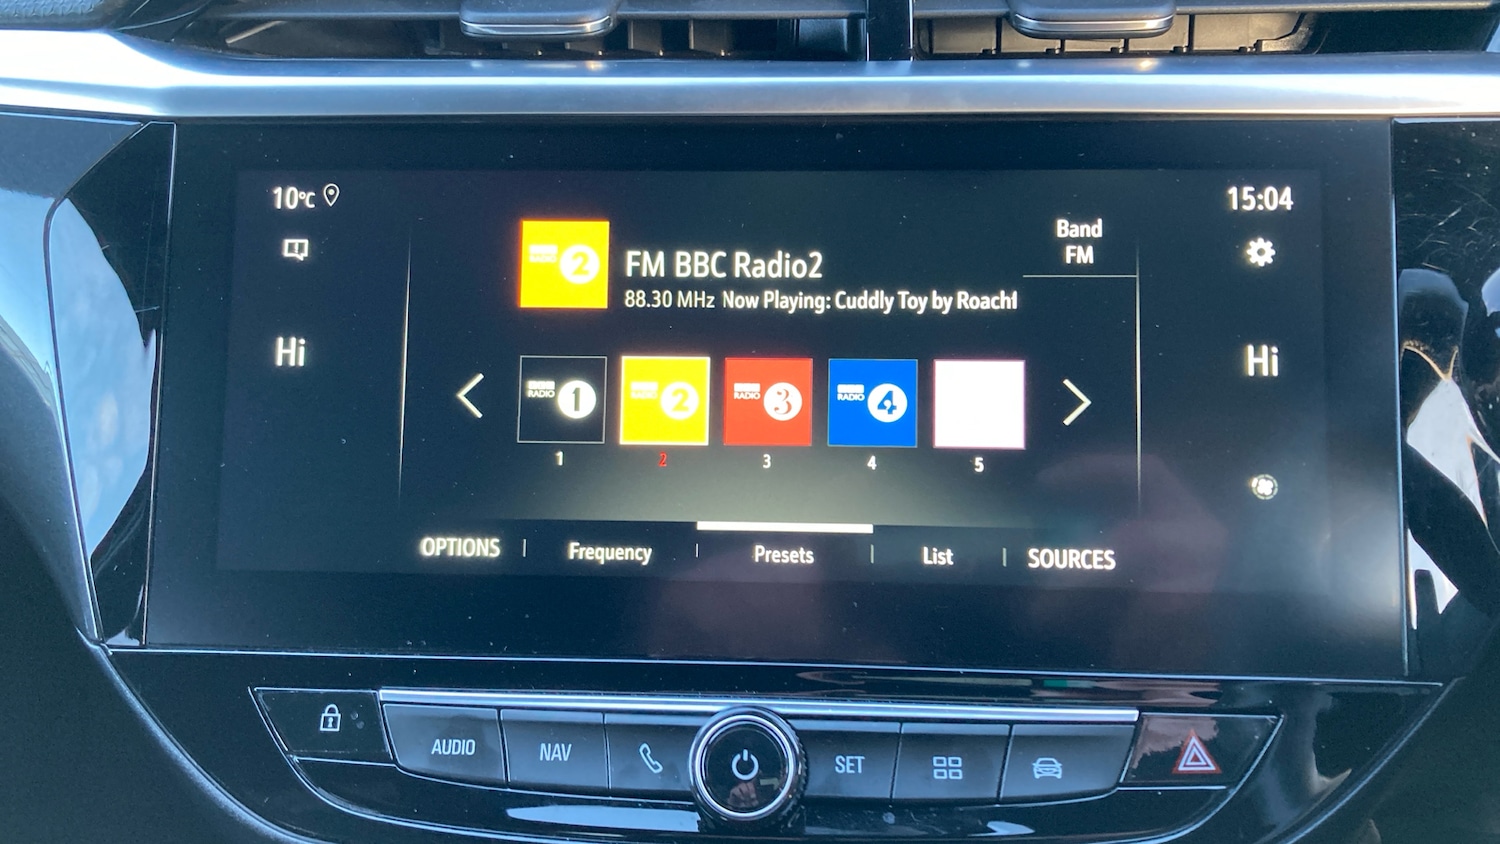 10°C
15:04
Band
FM
2
FM BBC Radio2
88.30 MHz Now Playing: Cuddly Toy by Roachf
Hi
Hi
RADIO 1
RADIO 2
RADIO 3
RADIO 4
1
2
3
4
5
OPTIONS
Frequency
Presets
List
SOURCES
AUDIO
NAV
SET